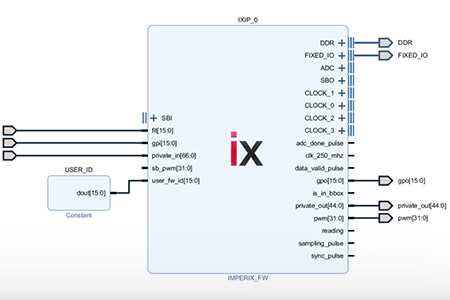 IXIP_0
DDR
FIXED_IO
ADC
SBO
CLOCK_1
CLOCK_0
CLOCK_2
CLOCK_3
adc_done_pulse
clk_250_mhz
data_valid_pulse
gpo[15:0]
is_in_bbox
private_out[44:0]
pwm[31:0]
reading
sampling_pulse
sync_pulse
DDR
FIXED_IO
gpo[15:0]
private_out[44:0]
pwm[31:0]
SBI
flt[15:0]
gpi[15:0]
private_in[66:0]
sb_pwm[31:0]
user_fw_id[15:0]
ix
USER_ID
dout[15:0]
Constant
IMPERIX_FW